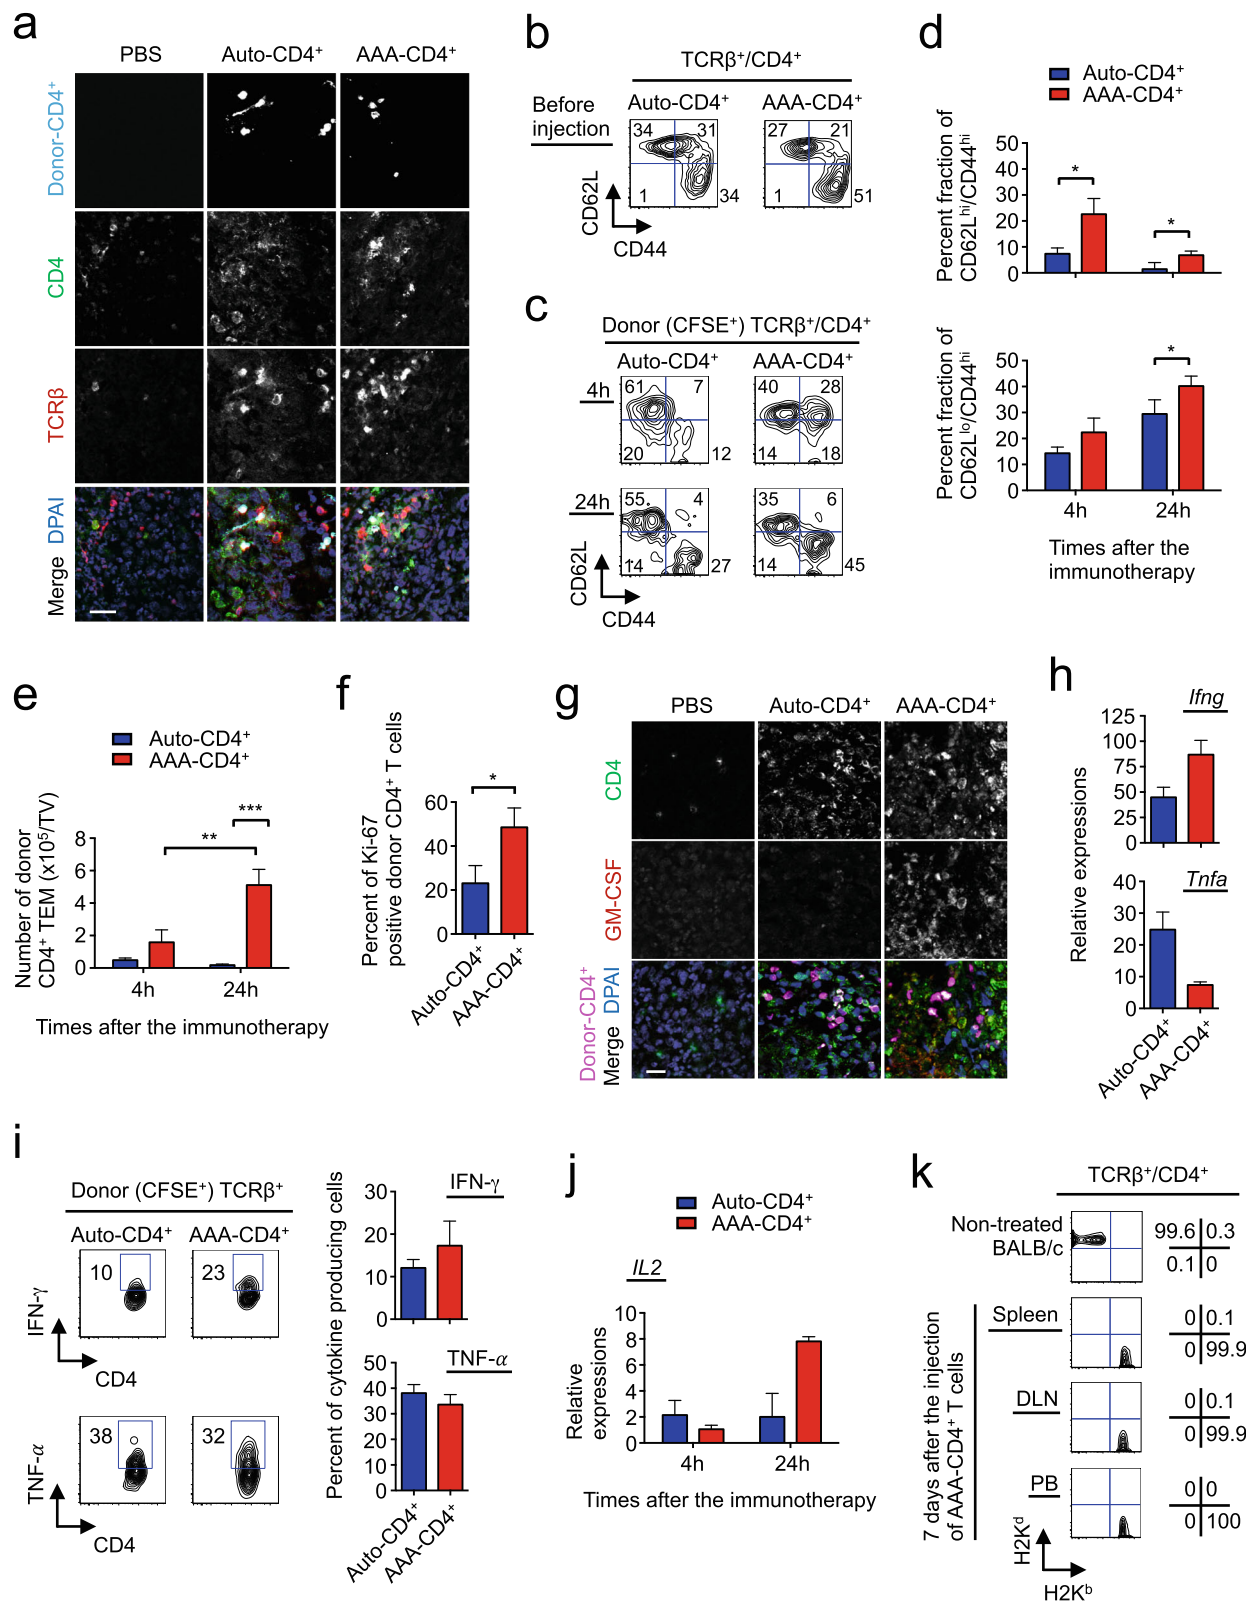 a
PBS
Auto-CD4⁺
AAA-CD4⁺
Donor-CD4⁺
CD4
TCRβ
Merge DPAI
b
TCRβ⁺/CD4⁺
Before
injection
Auto-CD4⁺
AAA-CD4⁺
34 31
1 34
27 21
1 51
CD62L
CD44
c
Donor (CFSE⁺) TCRβ⁺/CD4⁺
Auto-CD4⁺
AAA-CD4⁺
4h
61 7
20 12
40 28
14 18
24h
55 4
14 27
35 6
14 45
CD62L
CD44
d
Auto-CD4⁺
AAA-CD4⁺
Percent fraction of
CD62Lʰⁱ/CD44ʰⁱ
50
40
30
20
10
0
*
*
Percent fraction of
CD62Lˡᵒ/CD44ʰⁱ
50
40
30
20
10
0
*
4h
24h
Times after the
immunotherapy
e
Auto-CD4⁺
AAA-CD4⁺
Number of donor
CD4⁺ TEM (x10⁵/TV)
8
6
4
2
0
**
***
4h
24h
Times after the immunotherapy
f
Percent of Ki-67
positive donor CD4⁺ T cells
60
40
20
0
*
Auto-CD4⁺
AAA-CD4⁺
g
PBS
Auto-CD4⁺
AAA-CD4⁺
CD4
GM-CSF
Donor-CD4⁺
Merge DPAI
h
Ifng
125
100
75
50
25
0
Relative expressions
Tnfa
40
30
20
10
0
Auto-CD4⁺
AAA-CD4⁺
i
Donor (CFSE⁺) TCRβ⁺
Auto-CD4⁺
AAA-CD4⁺
10
23
IFN-γ
CD4
38
32
TNF-α
CD4
Percent of cytokine producing cells
IFN-γ
30
20
10
0
TNF-α
50
40
30
20
10
0
Auto-CD4⁺
AAA-CD4⁺
j
Auto-CD4⁺
AAA-CD4⁺
IL2
Relative
expressions
10
8
6
4
2
0
4h
24h
Times after the immunotherapy
k
TCRβ⁺/CD4⁺
Non-treated
BALB/c
99.6 0.3
0.1 0
7 days after the injection
of AAA-CD4⁺ T cells
Spleen
0 0.1
0 99.9
DLN
0 0.1
0 99.9
PB
0 0
0 100
H2Kᵈ
H2Kᵇ